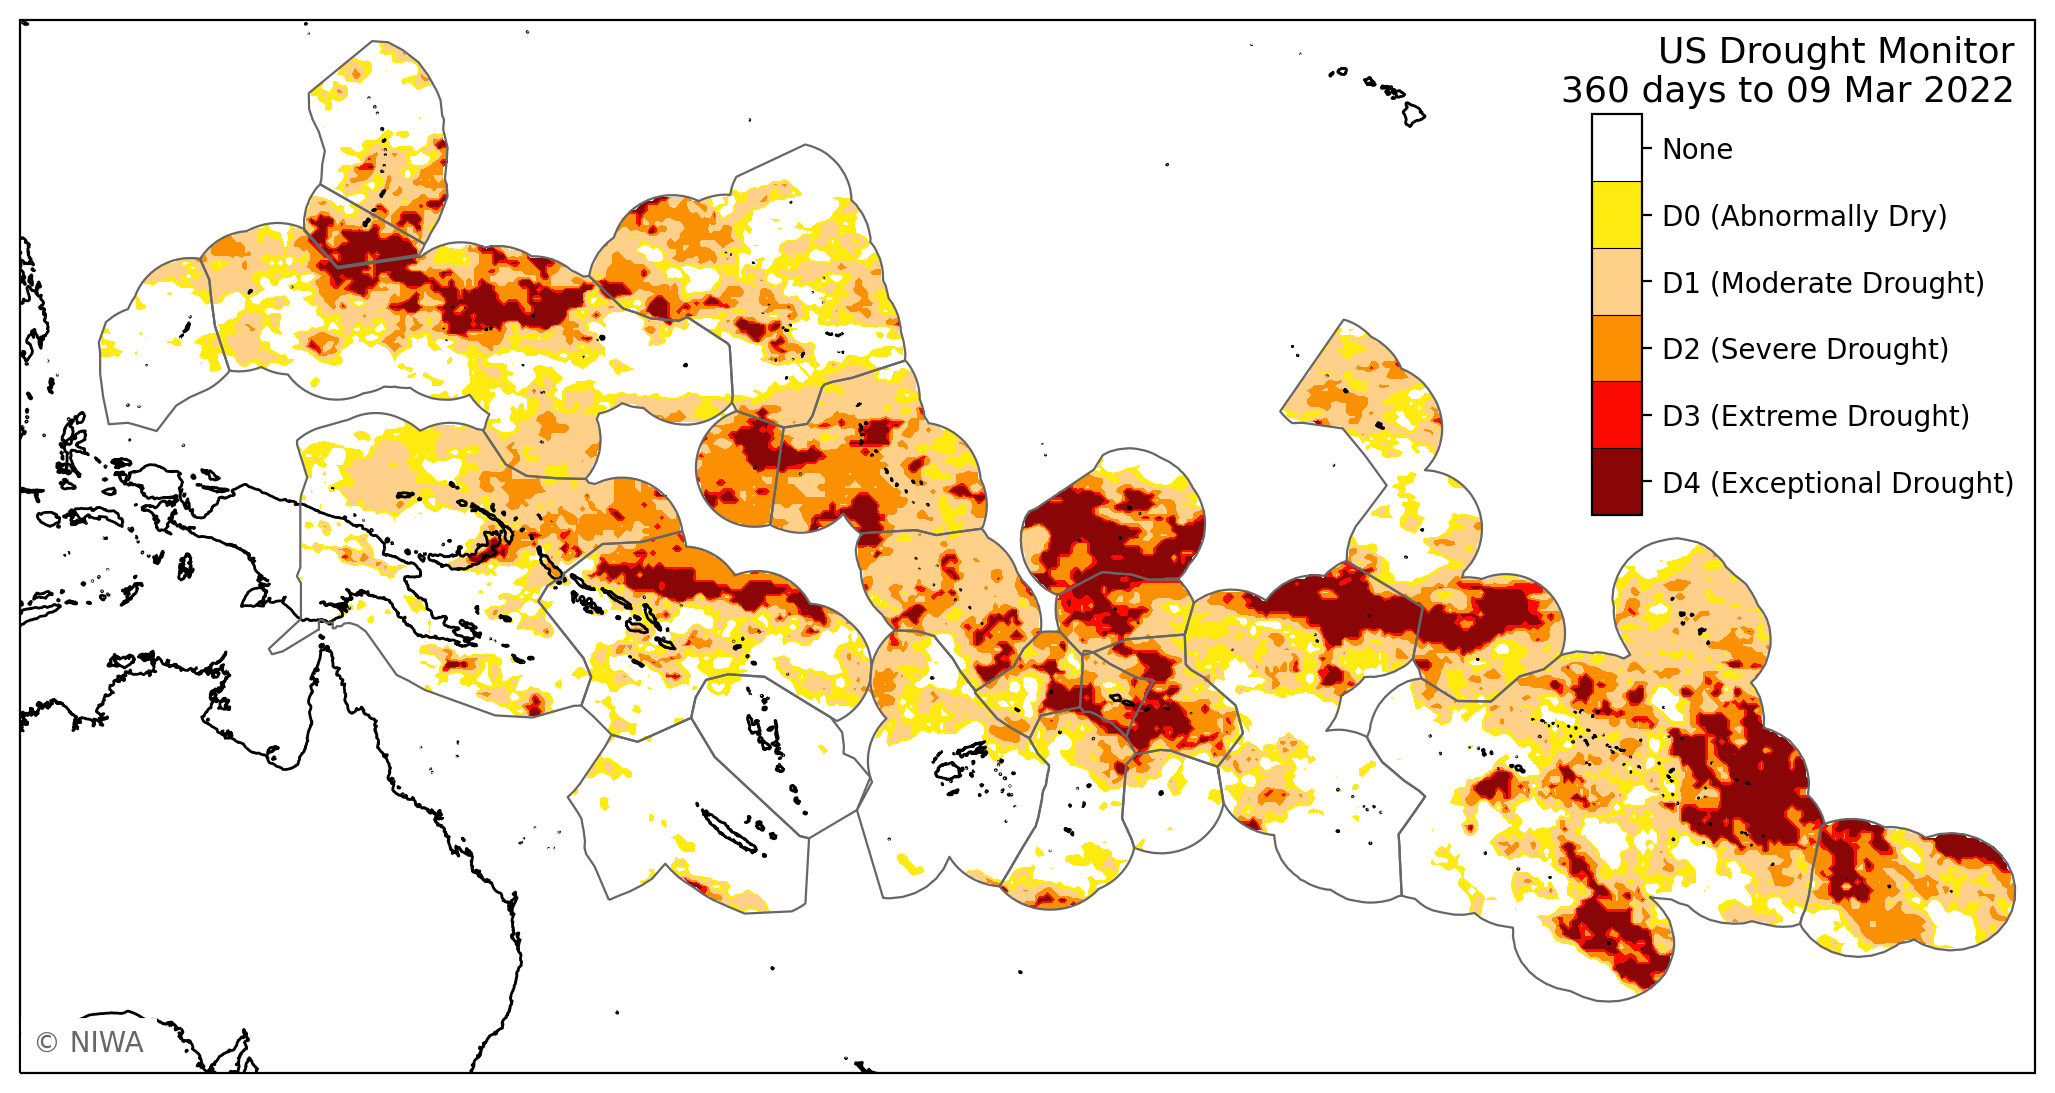 US Drought Monitor
360 days to 09 Mar 2022
None
D0 (Abnormally Dry)
D1 (Moderate Drought)
D2 (Severe Drought)
D3 (Extreme Drought)
D4 (Exceptional Drought)
© NIWA